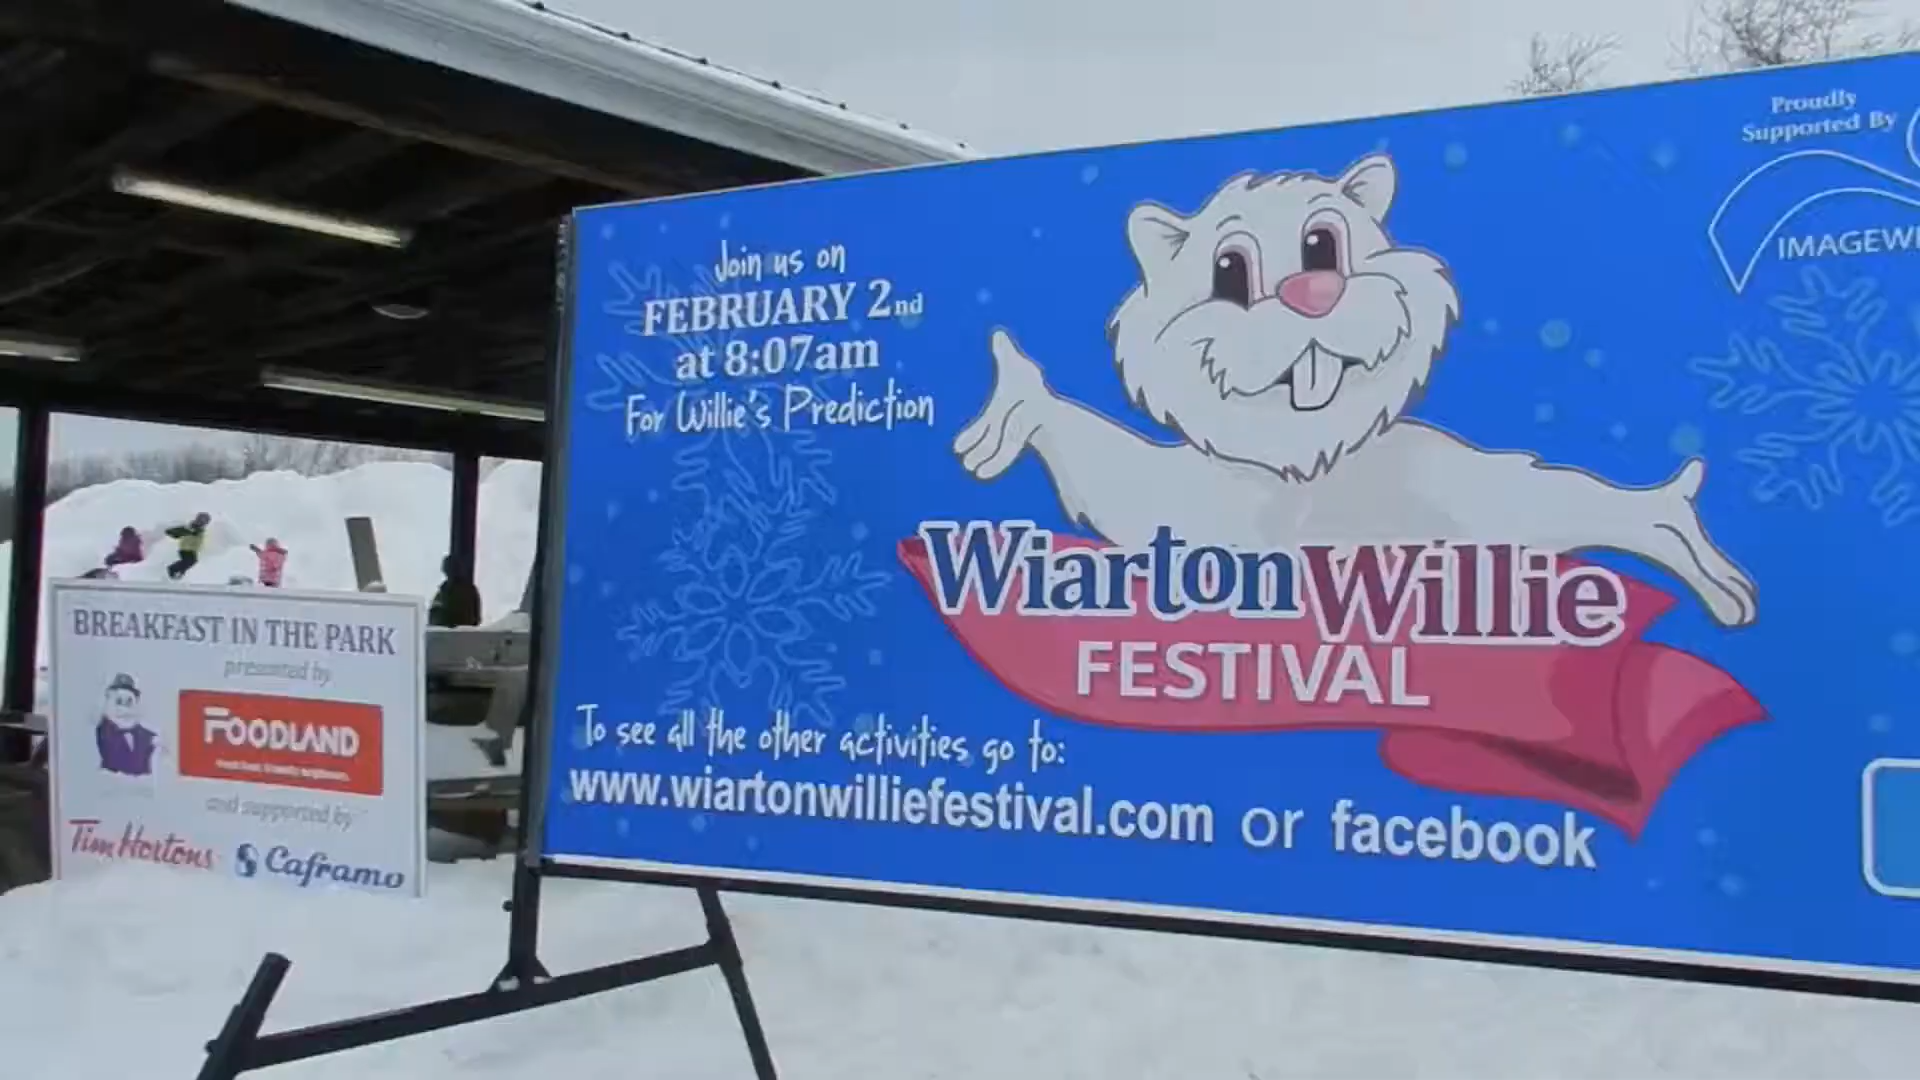 Join us on
FEBRUARY 2nd
at 8:07am
For Willie's Prediction
Wiarton Willie
FESTIVAL
To see all the other activities go to:
www.wiartonwilliefestival.com or facebook
Proudly
Supported By
IMAGEWI
BREAKFAST IN THE PARK
presented by
FOODLAND
and supported by
Tim Hortons Caframo